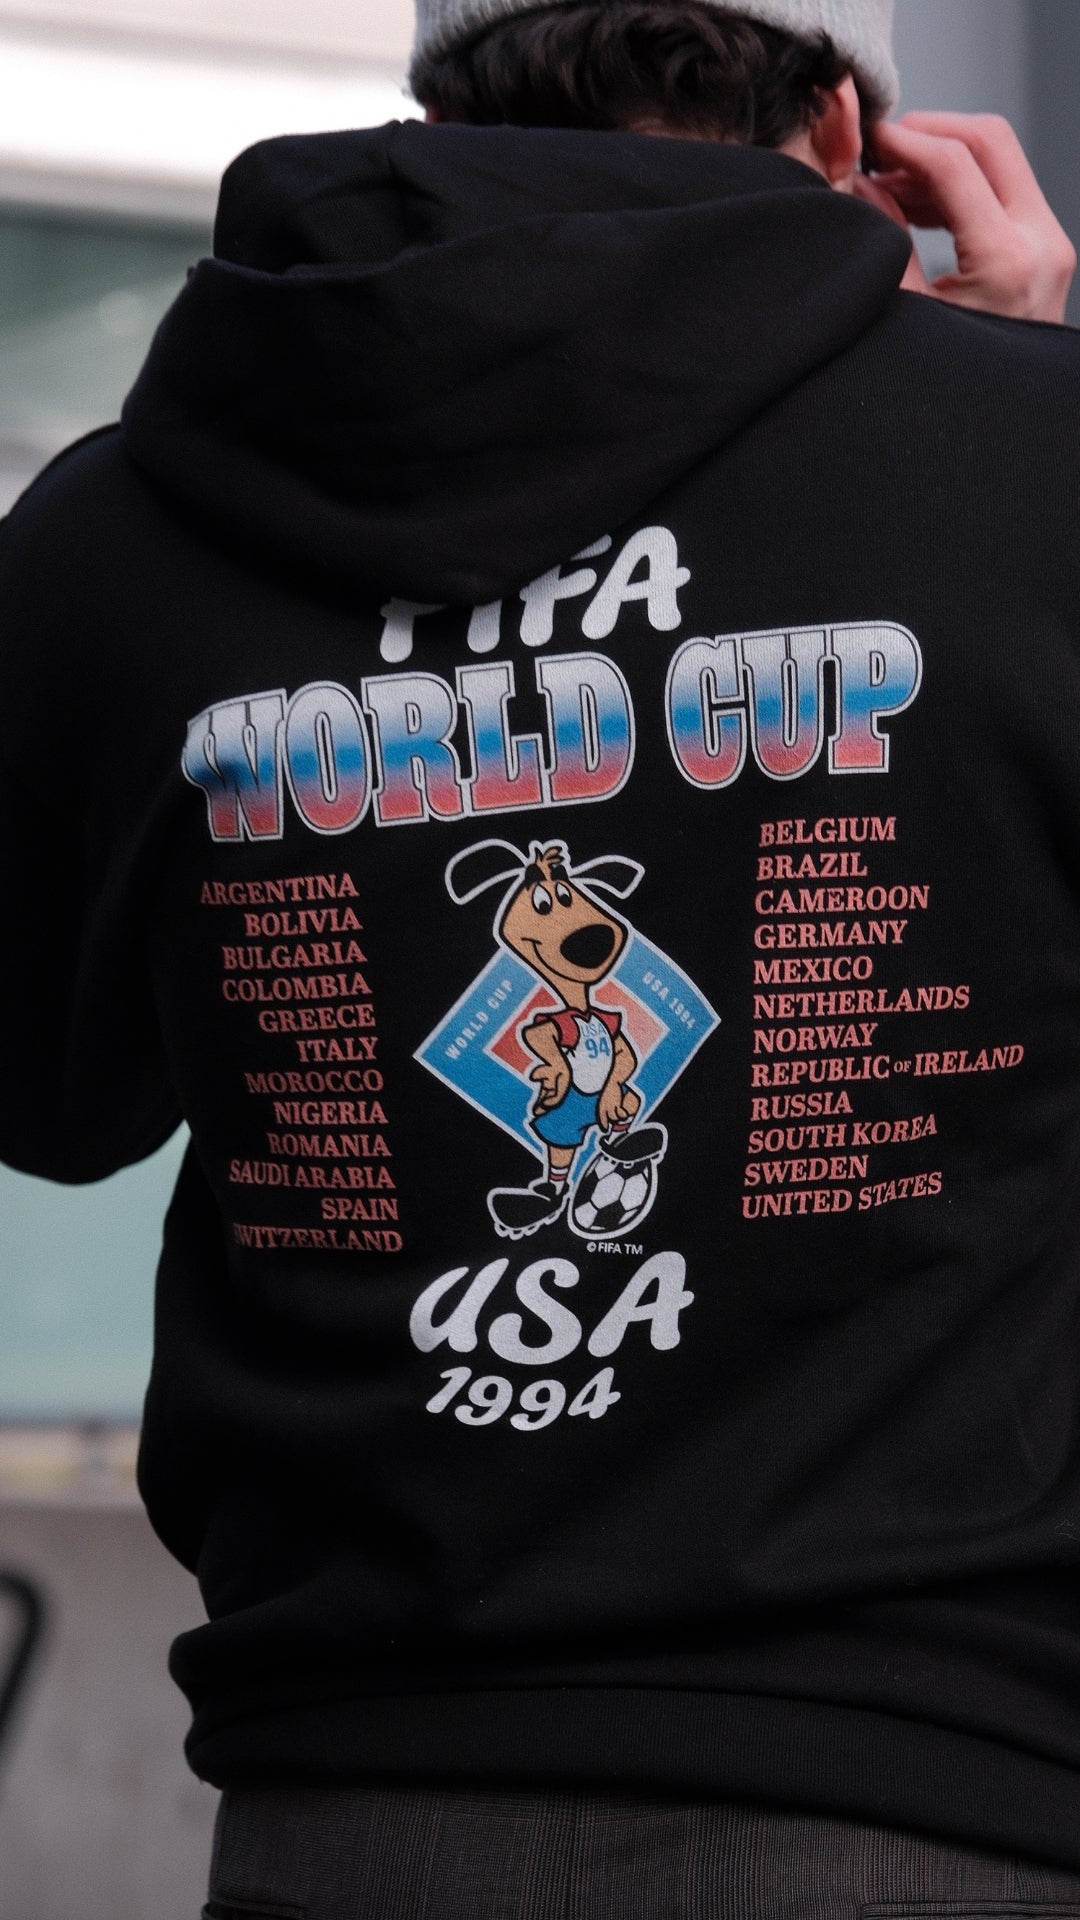 FIFA
WORLD CUP
ARGENTINA
BOLIVIA
BULGARIA
COLOMBIA
GREECE
ITALY
MOROCCO
NIGERIA
ROMANIA
SAUDI ARABIA
SPAIN
SWITZERLAND
WORLD CUP
USA 1994
USA
94
© FIFA TM
BELGIUM
BRAZIL
CAMEROON
GERMANY
MEXICO
NETHERLANDS
NORWAY
REPUBLIC OF IRELAND
RUSSIA
SOUTH KOREA
SWEDEN
UNITED STATES
USA
1994